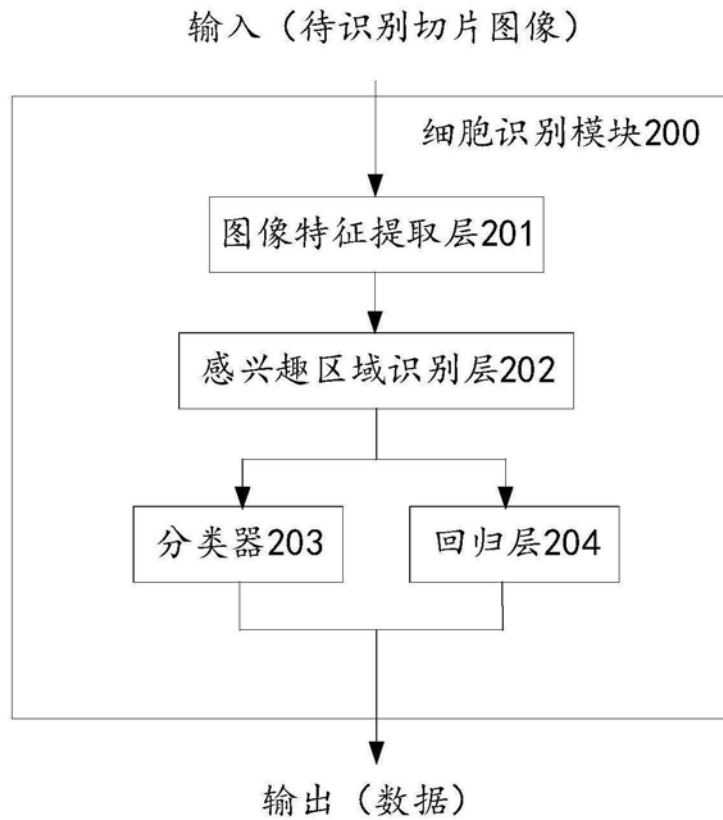 输入（待识别切片图像）
细胞识别模块200
图像特征提取层201
感兴趣区域识别层202
分类器203
回归层204
输出（数据）